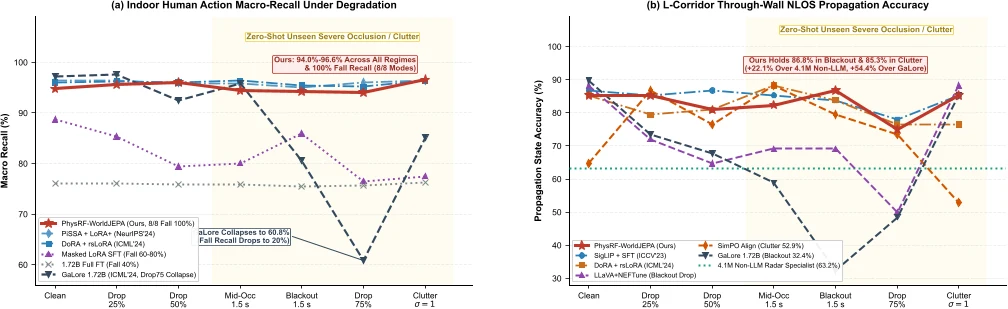 (a) Indoor Human Action Macro-Recall Under Degradation
Zero-Shot Unseen Severe Occlusion / Clutter
Ours: 94.0%-96.6% Across All Regimes
& 100% Fall Recall (8/8 Modes)
Macro Recall (%)
100
90
80
70
60
PhysRF-WorldJEPA (Ours, 8/8 Fall 100%)
PiSSA + LoRA+ (NeurIPS'24)
DoRA + rsLoRA (ICML'24)
Masked LoRA SFT (Fall 60-80%)
1.72B Full FT (Fall 40%)
GaLore 1.72B (ICML'24, Drop75 Collapse)
aLore Collapses to 60.8%
Fall Recall Drops to 20%)
Clean
Drop
25%
Drop
50%
Mid-Occ
1.5 s
Blackout
1.5 s
Drop
75%
Clutter
σ = 1
(b) L-Corridor Through-Wall NLOS Propagation Accuracy
Zero-Shot Unseen Severe Occlusion / Clutter
Ours Holds 86.8% in Blackout & 85.3% in Clutter
(+22.1% Over 4.1M Non-LLM, +54.4% Over GaLore)
Propagation State Accuracy (%)
100
90
80
70
60
50
40
30
PhysRF-WorldJEPA (Ours)
SigLIP + SFT (ICCV'23)
DoRA + rsLoRA (ICML'24)
LLaVA+NEFTune (Blackout Drop)
SimPO Align (Clutter 52.9%)
GaLore 1.72B (Blackout 32.4%)
4.1M Non-LLM Radar Specialist (63.2%)
Clean
Drop
25%
Drop
50%
Mid-Occ
1.5 s
Blackout
1.5 s
Drop
75%
Clutter
σ = 1